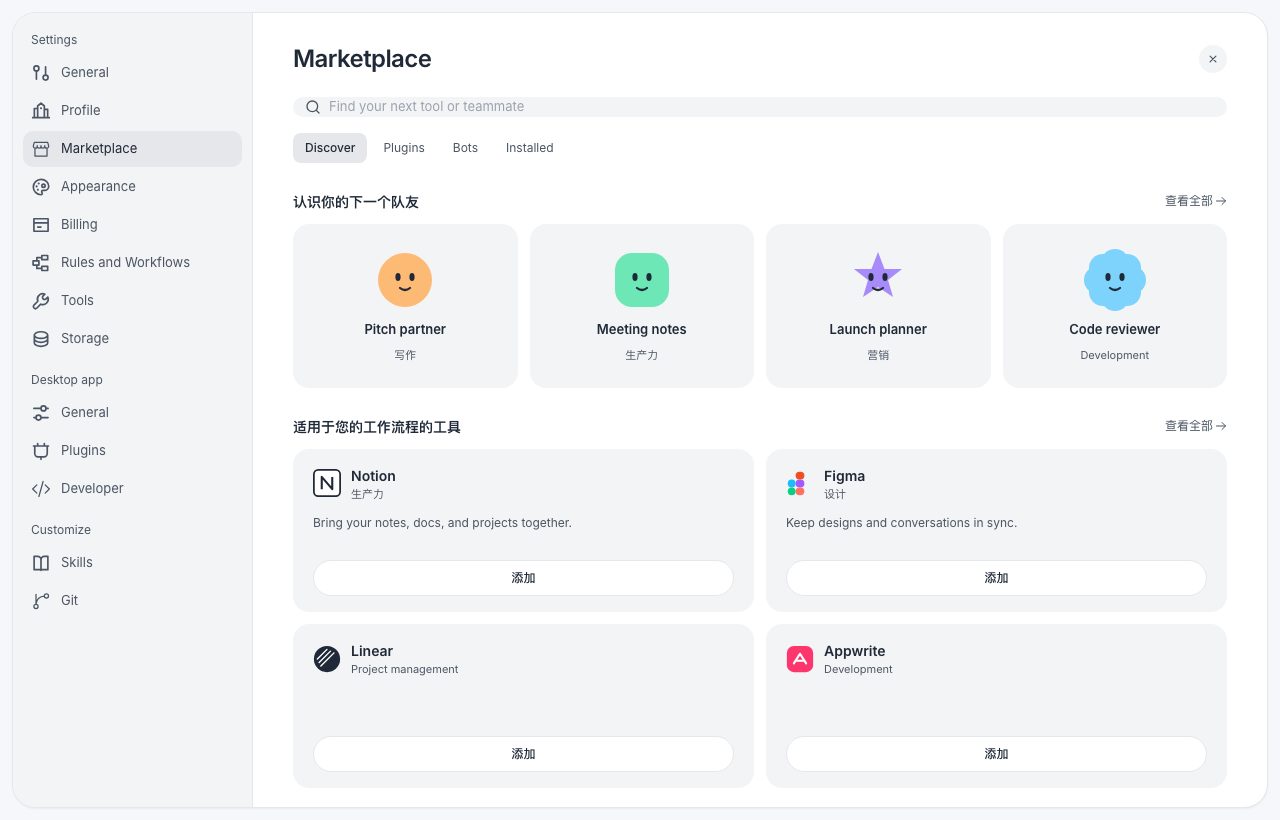 Settings
General
Profile
Marketplace
Appearance
Billing
Rules and Workflows
Tools
Storage
Desktop app
General
Plugins
Developer
Customize
Skills
Git
Marketplace
Find your next tool or teammate
Discover
Plugins
Bots
Installed
认识你的下一个队友
查看全部
Pitch partner
写作
Meeting notes
生产力
Launch planner
营销
Code reviewer
Development
适用于您的工作流程的工具
查看全部
Notion
生产力
Bring your notes, docs, and projects together.
添加
Figma
设计
Keep designs and conversations in sync.
添加
Linear
Project management
添加
Appwrite
Development
添加